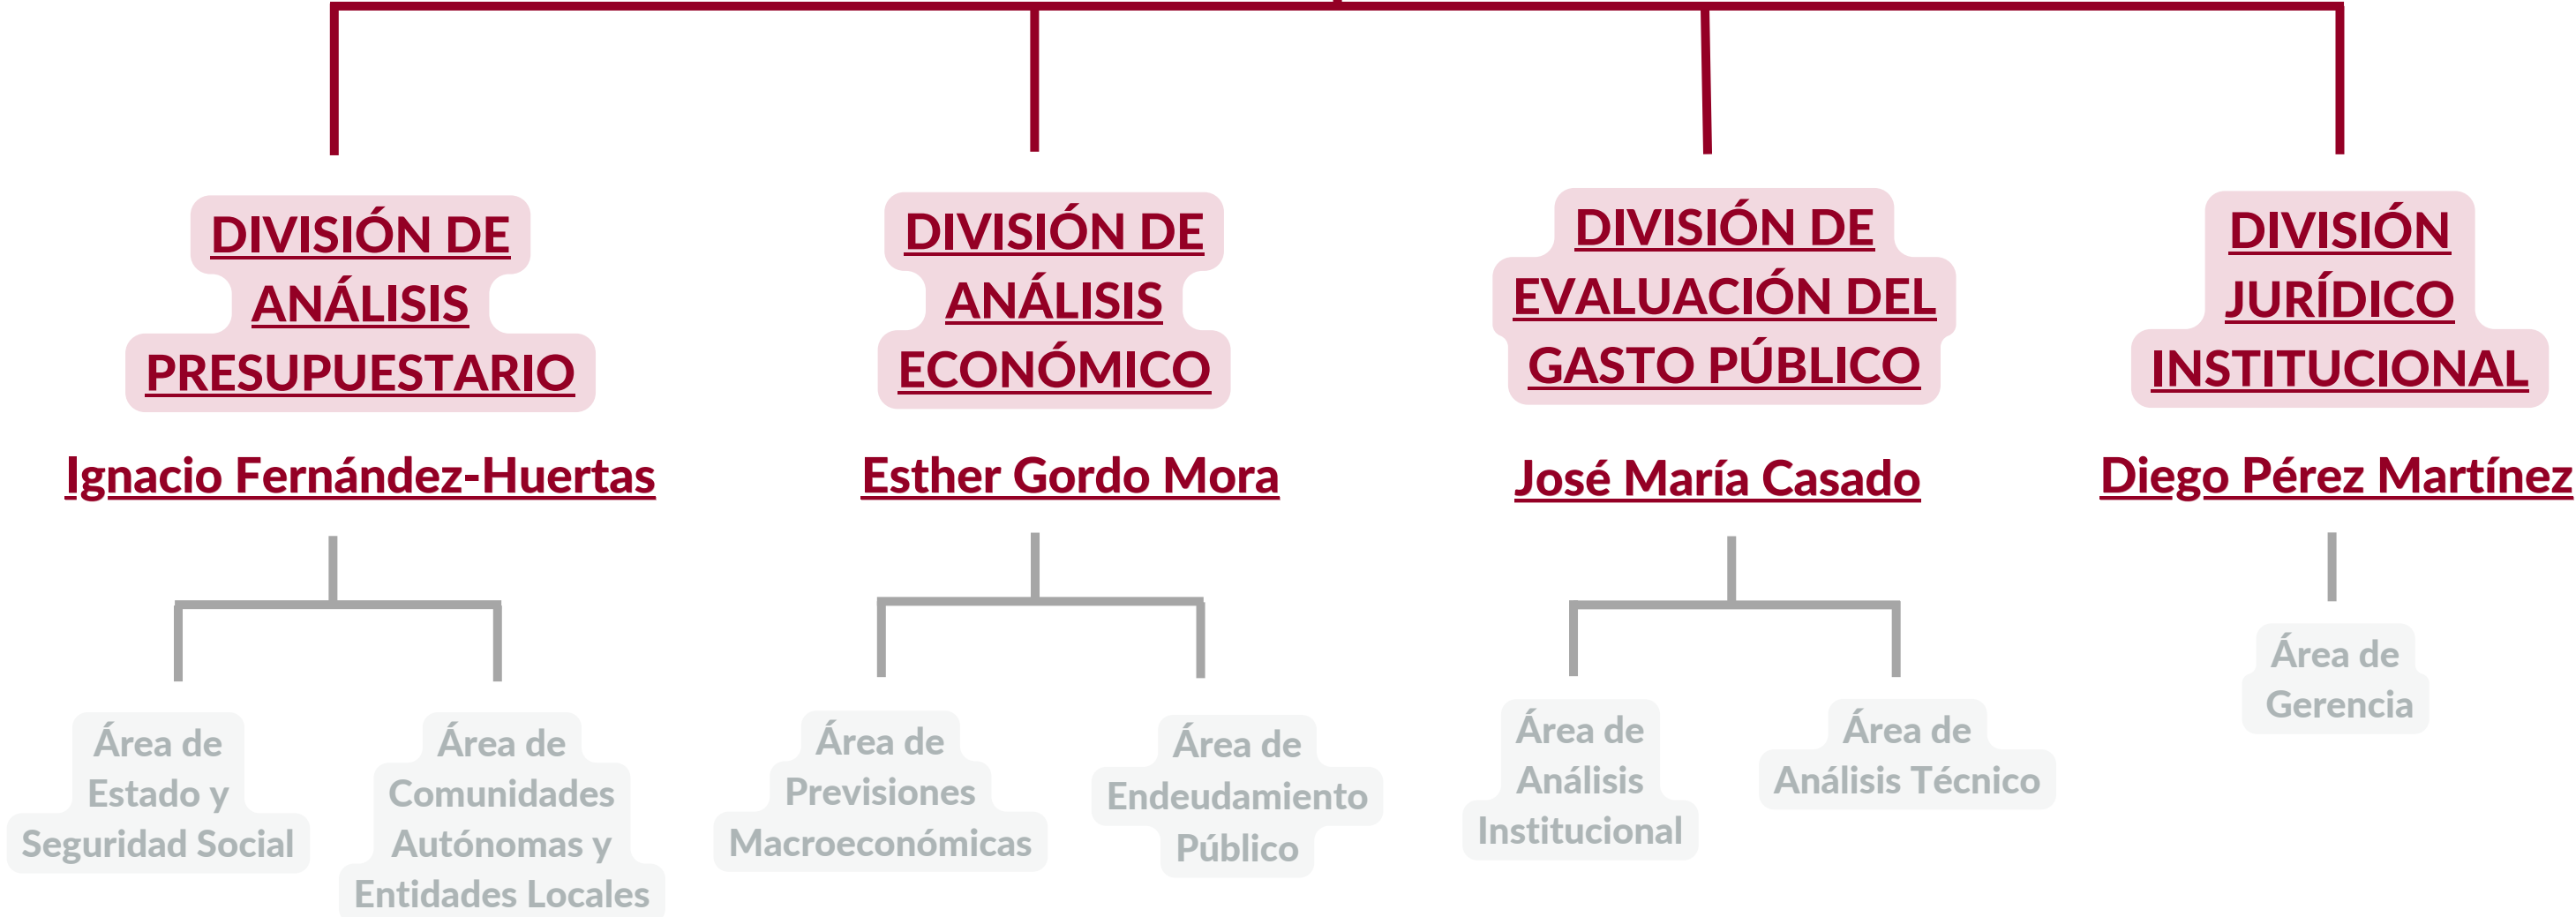 DIVISIÓN DE
ANÁLISIS
PRESUPUESTARIO
Ignacio Fernández-Huertas
Área de
Estado y
Seguridad Social
Área de
Comunidades
Autónomas y
Entidades Locales
DIVISIÓN DE
ANÁLISIS
ECONÓMICO
Esther Gordo Mora
Área de
Previsiones
Macroeconómicas
Área de
Endeudamiento
Público
DIVISIÓN DE
EVALUACIÓN DEL
GASTO PÚBLICO
José María Casado
Área de
Análisis
Institucional
Área de
Análisis Técnico
DIVISIÓN
JURÍDICO
INSTITUCIONAL
Diego Pérez Martínez
Área de
Gerencia